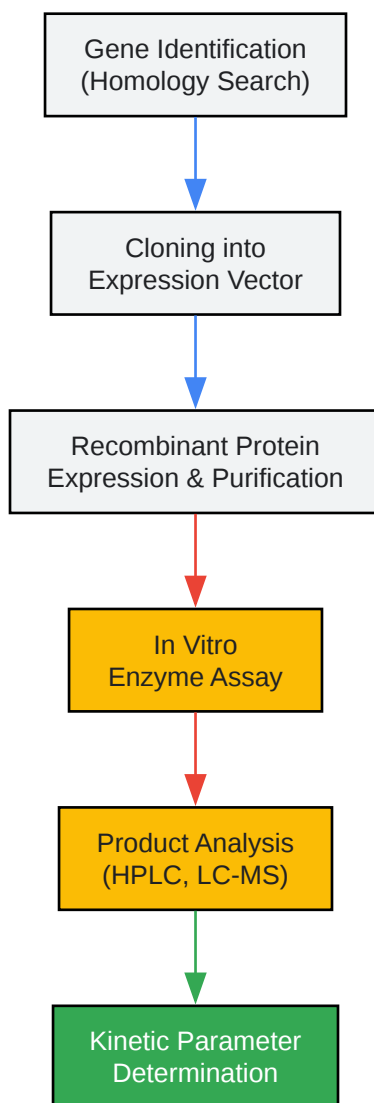 Gene Identification
(Homology Search)
Cloning into
Expression Vector
Recombinant Protein
Expression & Purification
In Vitro
Enzyme Assay
Product Analysis
(HPLC, LC-MS)
Kinetic Parameter
Determination